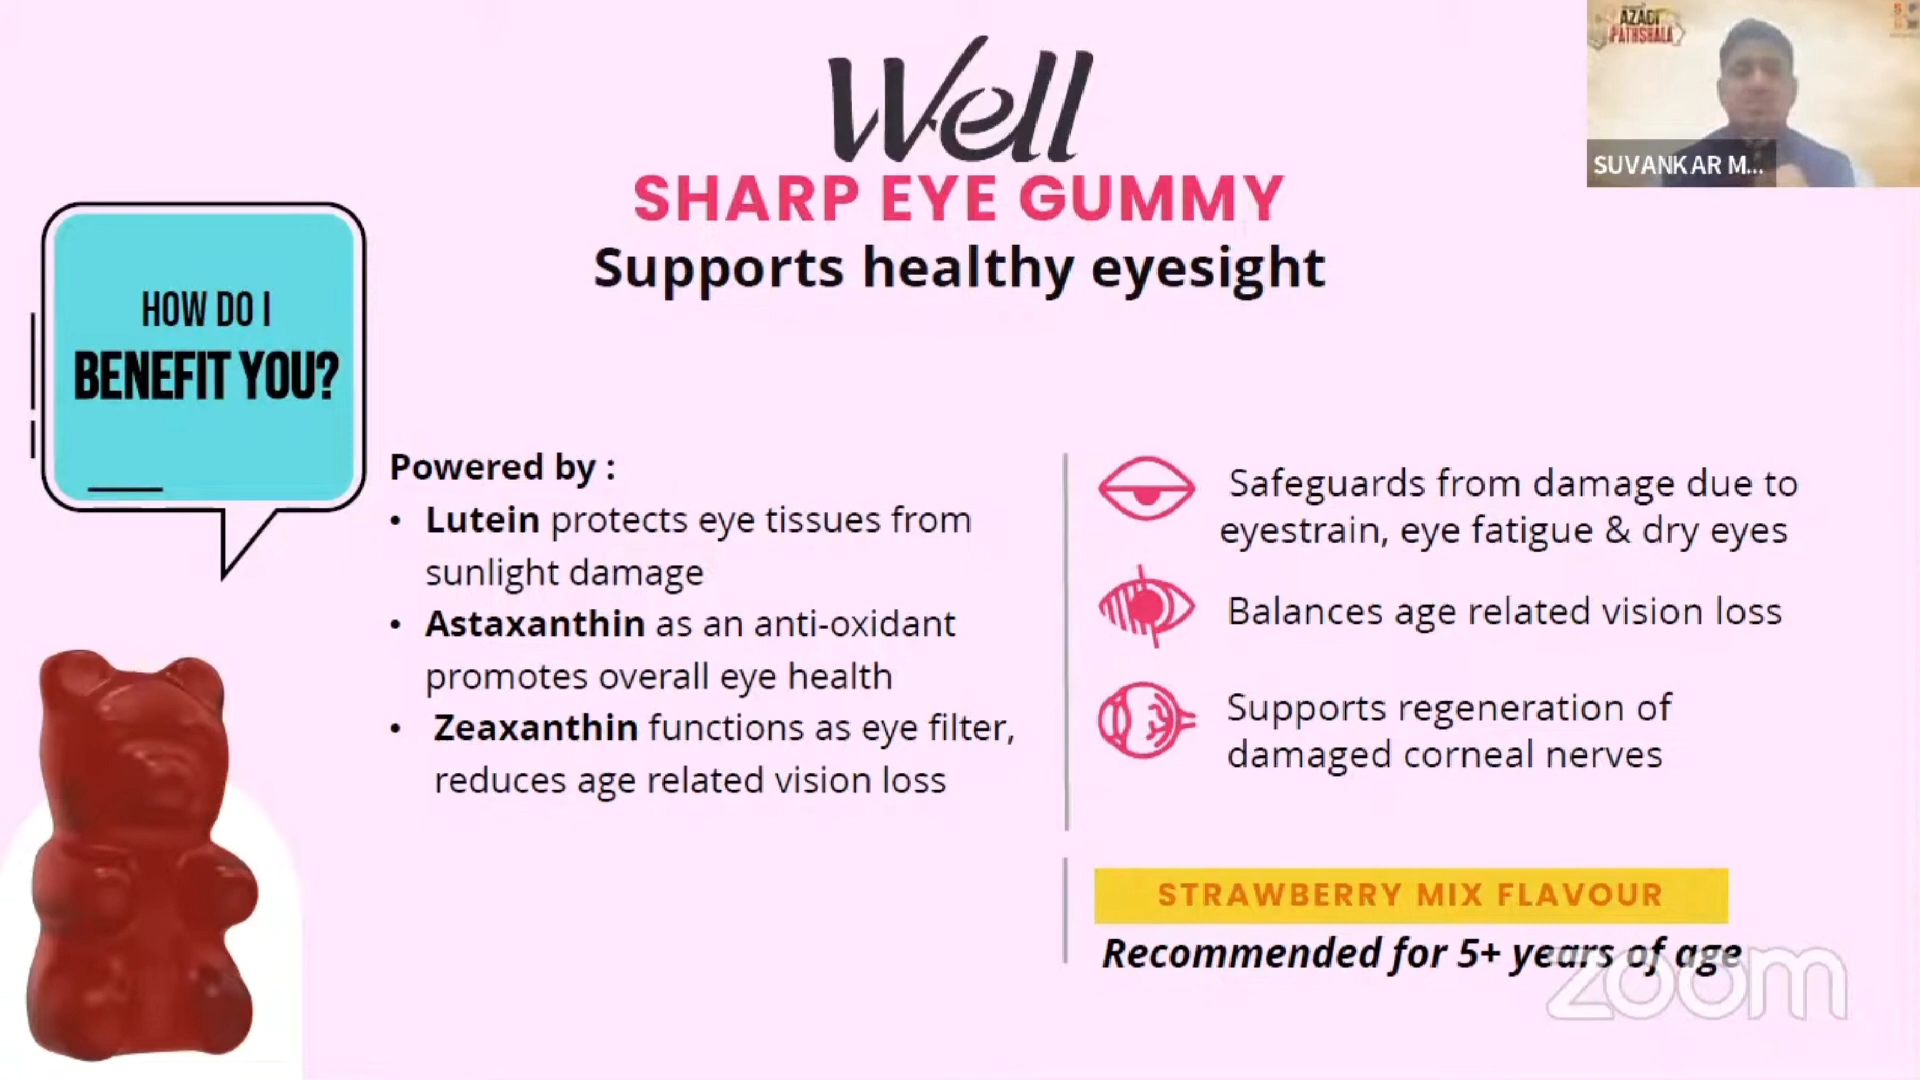 Well
SHARP EYE GUMMY
Supports healthy eyesight
AZADI
PATHSHALA
SUVANKAR M...
HOW DO I
BENEFIT YOU?
Powered by :
• Lutein protects eye tissues from
sunlight damage
• Astaxanthin as an anti-oxidant
promotes overall eye health
• Zeaxanthin functions as eye filter,
reduces age related vision loss
Safeguards from damage due to
eyestrain, eye fatigue & dry eyes
Balances age related vision loss
Supports regeneration of
damaged corneal nerves
STRAWBERRY MIX FLAVOUR
Recommended for 5+ years of age
zoom